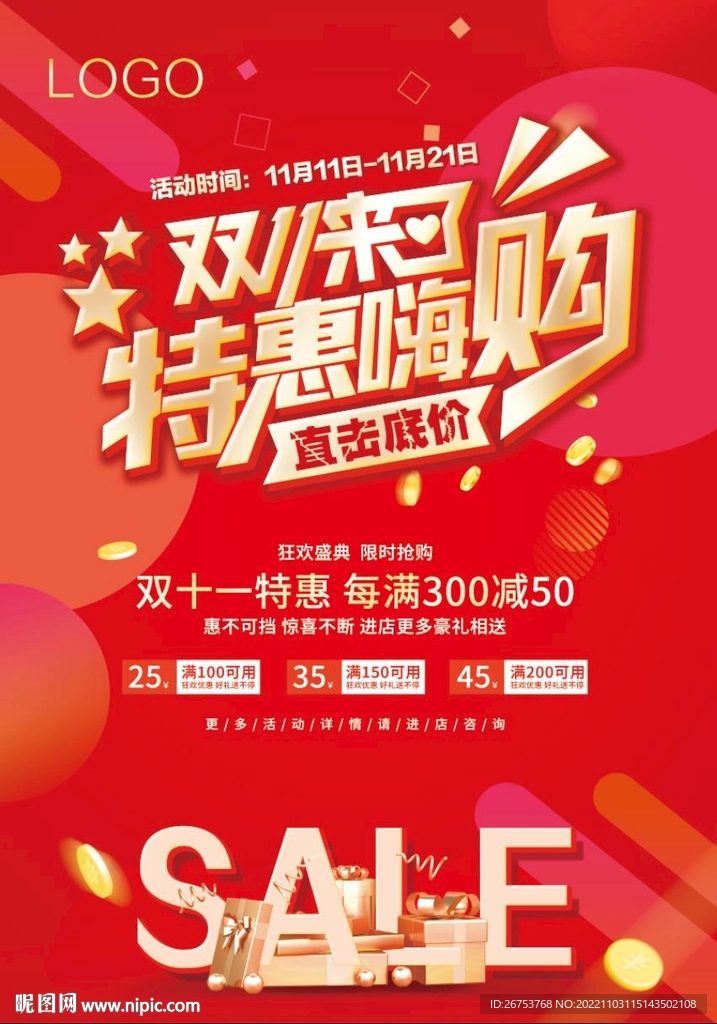 LOGO
活动时间：11月11日-11月21日
双11来了
特惠嗨购
直击底价
狂欢盛典 限时抢购
双十一特惠 每满300减50
惠不可挡 惊喜不断 进店更多豪礼相送
25¥ 满100可用 狂欢优惠 好礼送不停
35¥ 满150可用 狂欢优惠 好礼送不停
45¥ 满200可用 狂欢优惠 好礼送不停
更/多/活/动/详/情/请/进/店/咨/询
SALE
昵图网 www.nipic.com
ID:26753768 NO:20221103115143502108